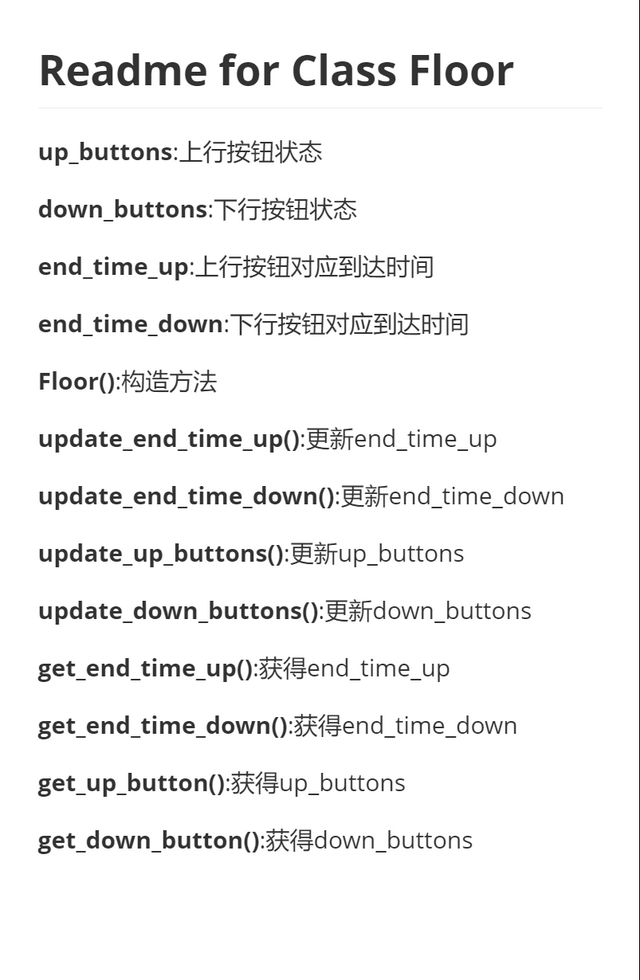 Readme for Class Floor
up_buttons:上行按钮状态
down_buttons:下行按钮状态
end_time_up:上行按钮对应到达时间
end_time_down:下行按钮对应到达时间
Floor():构造方法
update_end_time_up():更新end_time_up
update_end_time_down():更新end_time_down
update_up_buttons():更新up_buttons
update_down_buttons():更新down_buttons
get_end_time_up():获得end_time_up
get_end_time_down():获得end_time_down
get_up_button():获得up_buttons
get_down_button():获得down_buttons